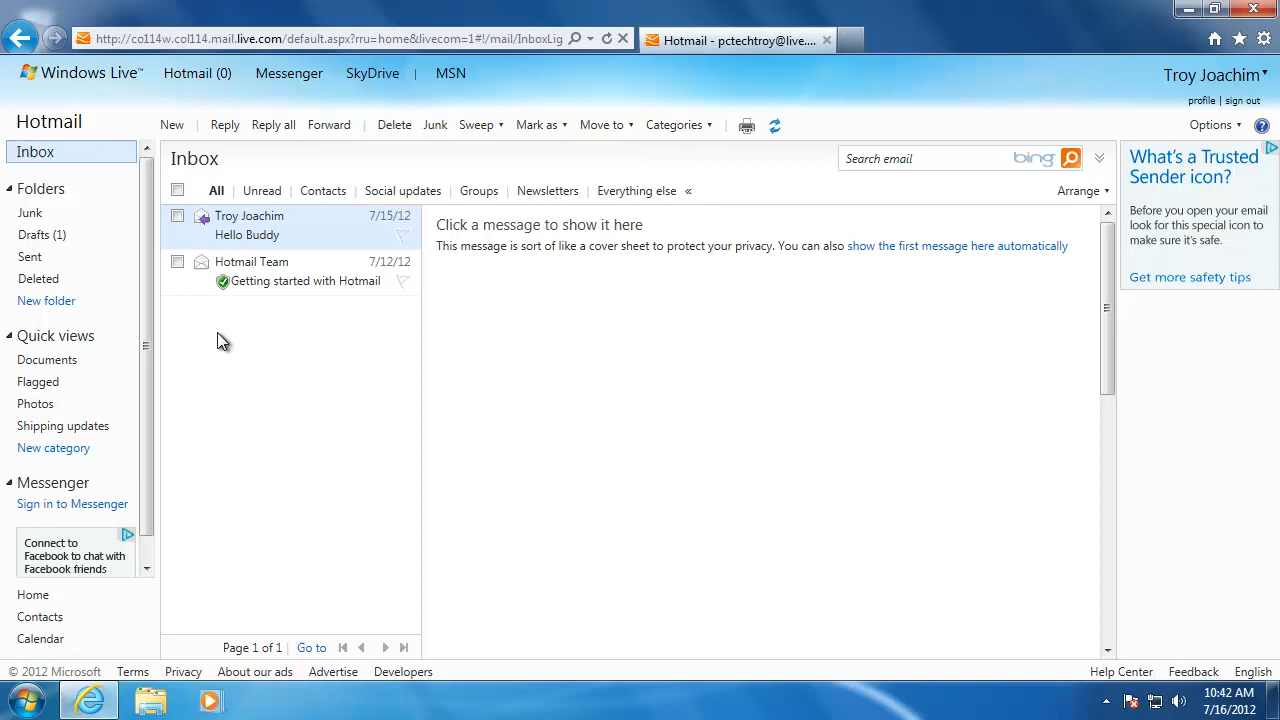 http://co114w.col114.mail.live.com/default.aspx?rru=home&livecom=1#!/mail/InboxLig
Hotmail - pctechtroy@live....
Windows Live™
Hotmail (0)
Messenger
SkyDrive
MSN
Troy Joachim
profile | sign out
Hotmail
New
Reply
Reply all
Forward
Delete
Junk
Sweep
Mark as
Move to
Categories
Options
Inbox
Folders
Junk
Drafts (1)
Sent
Deleted
New folder
Quick views
Documents
Flagged
Photos
Shipping updates
New category
Messenger
Sign in to Messenger
Connect to
Facebook to chat with
Facebook friends
Home
Contacts
Calendar
Inbox
Search email
bing
All
Unread
Contacts
Social updates
Groups
Newsletters
Everything else «
Arrange
Troy Joachim 7/15/12
Hello Buddy
Hotmail Team 7/12/12
Getting started with Hotmail
Page 1 of 1
Go to
Click a message to show it here
This message is sort of like a cover sheet to protect your privacy. You can also show the first message here automatically
What's a Trusted
Sender icon?
Before you open your email
look for this special icon to
make sure it's safe.
Get more safety tips
© 2012 Microsoft
Terms
Privacy
About our ads
Advertise
Developers
Help Center
Feedback
English
10:42 AM
7/16/2012